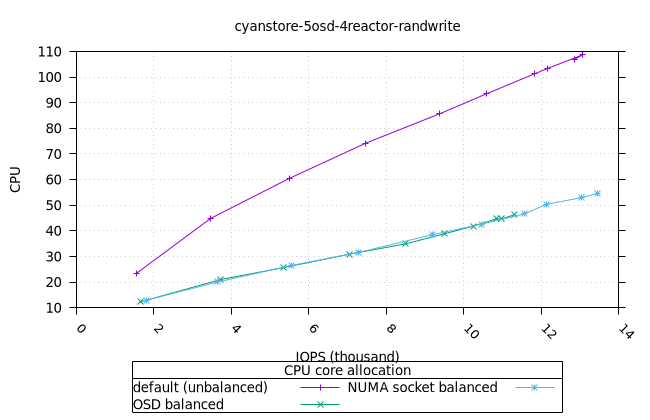 cyanstore-5osd-4reactor-randwrite
110
100
90
80
70
60
50
40
30
20
10
CPU
0 2 4 6 8 10 12 14
IOPS (thousand)
CPU core allocation
default (unbalanced) NUMA socket balanced
OSD balanced